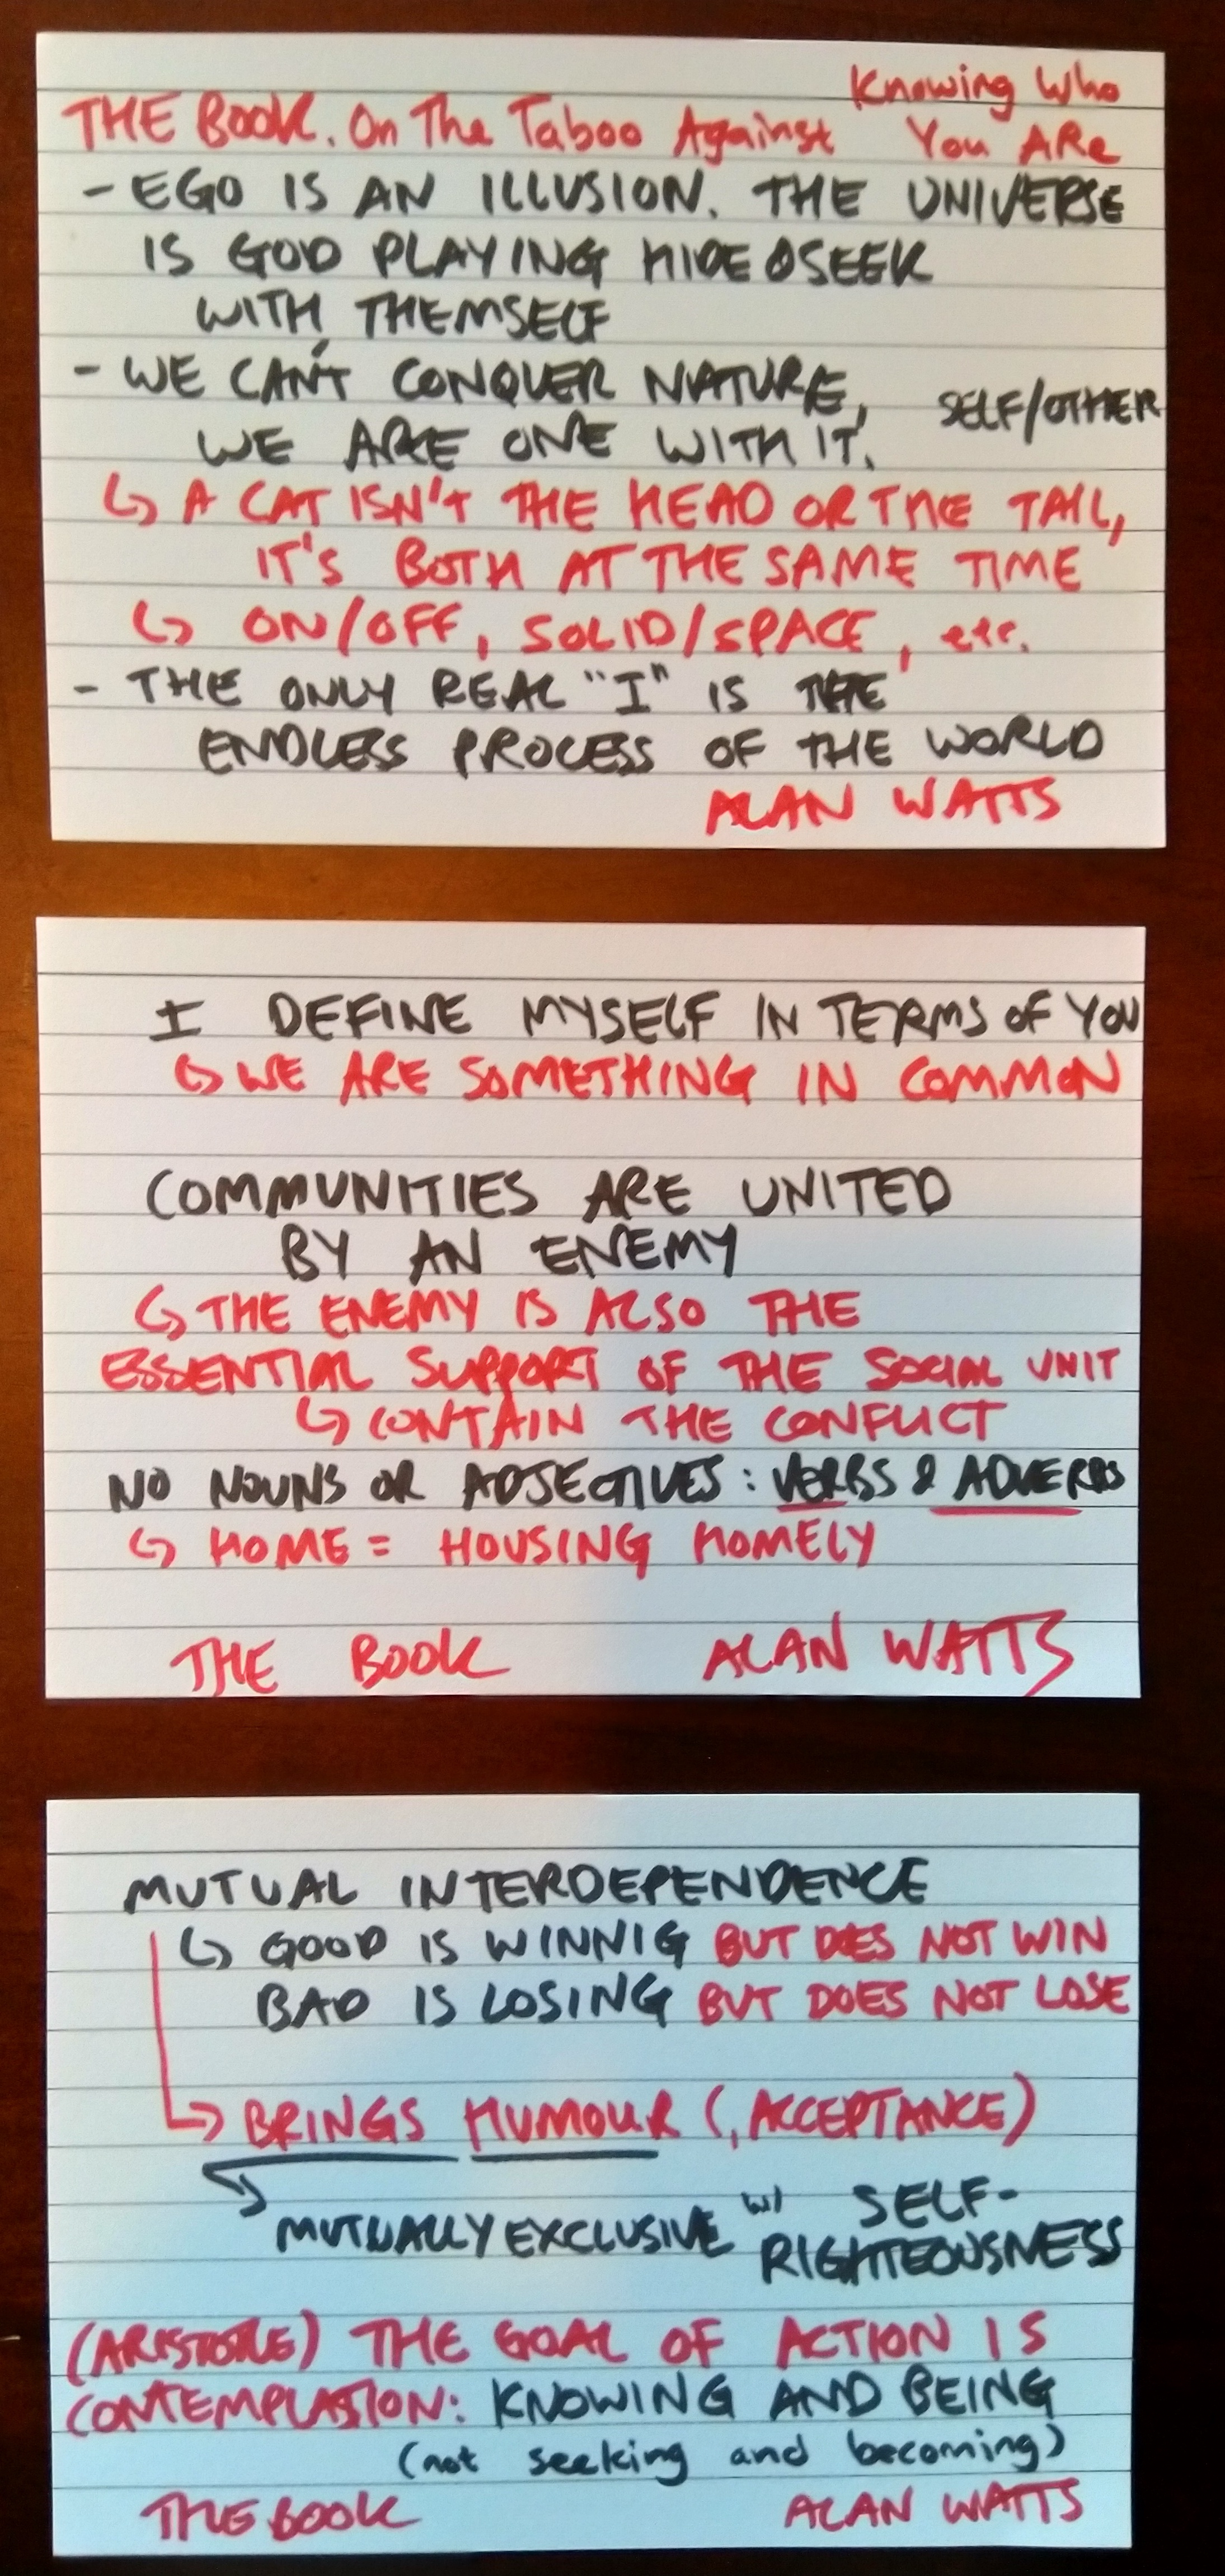 Knowing Who
THE BOOK. On The Taboo Against You ARe
- EGO IS AN ILLUSION. THE UNIVERSE
IS GOD PLAYING HIDE & SEEK
WITH THEMSELF
- WE CAN'T CONQUER NATURE,
SELF/OTHER
WE ARE ONE WITH IT.
↳ A CAT ISN'T THE HEAD OR THE TAIL,
IT'S BOTH AT THE SAME TIME
↳ ON/OFF, SOLID/SPACE, etc.
- THE ONLY REAL "I" IS THE
ENDLESS PROCESS OF THE WORLD
ALAN WATTS
I DEFINE MYSELF IN TERMS OF YOU
↳ WE ARE SOMETHING IN COMMON
COMMUNITIES ARE UNITED
BY AN ENEMY
↳ THE ENEMY IS ALSO THE
ESSENTIAL SUPPORT OF THE SOCIAL UNIT
↳ CONTAIN THE CONFLICT
NO NOUNS OR ADJECTIVES: VERBS & ADVERBS
↳ HOME = HOUSING HOMELY
THE BOOK ALAN WATTS
MUTUAL INTERDEPENDENCE
↳ GOOD IS WINNIG BUT DOES NOT WIN
BAD IS LOSING BUT DOES NOT LOSE
↳ BRINGS HUMOUR (, ACCEPTANCE)
↳ MUTUALLY EXCLUSIVE w/ SELF-
RIGHTEOUSNESS
(ARISTOTLE) THE GOAL OF ACTION IS
CONTEMPLATION: KNOWING AND BEING
(not seeking and becoming)
THE BOOK ALAN WATTS